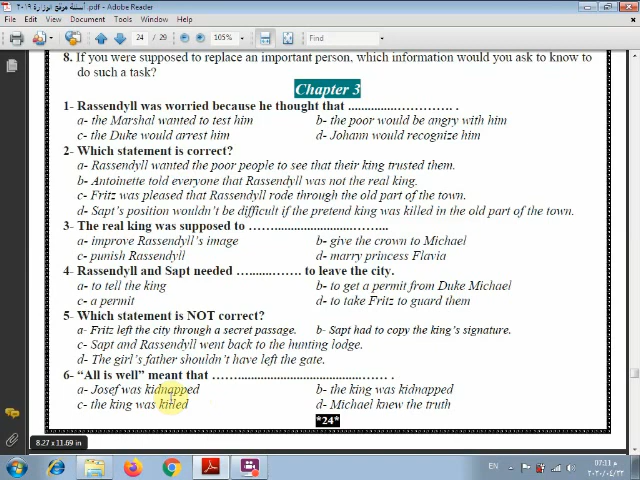 أسئلة مرفق الوزارة ٢٠١٩.pdf - Adobe Reader
File Edit View Document Tools Window Help
24 / 29 105% Find
8. If you were supposed to replace an important person, which information would you ask to know to
do such a task?
Chapter 3
1- Rassendyll was worried because he thought that ...............…………. .
a- the Marshal wanted to test him b- the poor would be angry with him
c- the Duke would arrest him d- Johann would recognize him
2- Which statement is correct?
a- Rassendyll wanted the poor people to see that their king trusted them.
b- Antoinette told everyone that Rassendyll was not the real king.
c- Fritz was pleased that Rassendyll rode through the old part of the town.
d- Sapt's position wouldn't be difficult if the pretend king was killed in the old part of the town.
3- The real king was supposed to ……........................……...
a- improve Rassendyll's image b- give the crown to Michael
c- punish Rassendyll d- marry princess Flavia
4- Rassendyll and Sapt needed …......……. to leave the city.
a- to tell the king b- to get a permit from Duke Michael
c- a permit d- to take Fritz to guard them
5- Which statement is NOT correct?
a- Fritz left the city through a secret passage. b- Sapt had to copy the king's signature.
c- Sapt and Rassendyll went back to the hunting lodge.
d- The girl's father shouldn't have left the gate.
6- “All is well” meant that ……....................................…… .
a- Josef was kidnapped b- the king was kidnapped
c- the king was killed d- Michael knew the truth
*24*
8.27 x 11.69 in
EN ٠٧:١١ م
٢٠٢٠/٠٤/٢٣